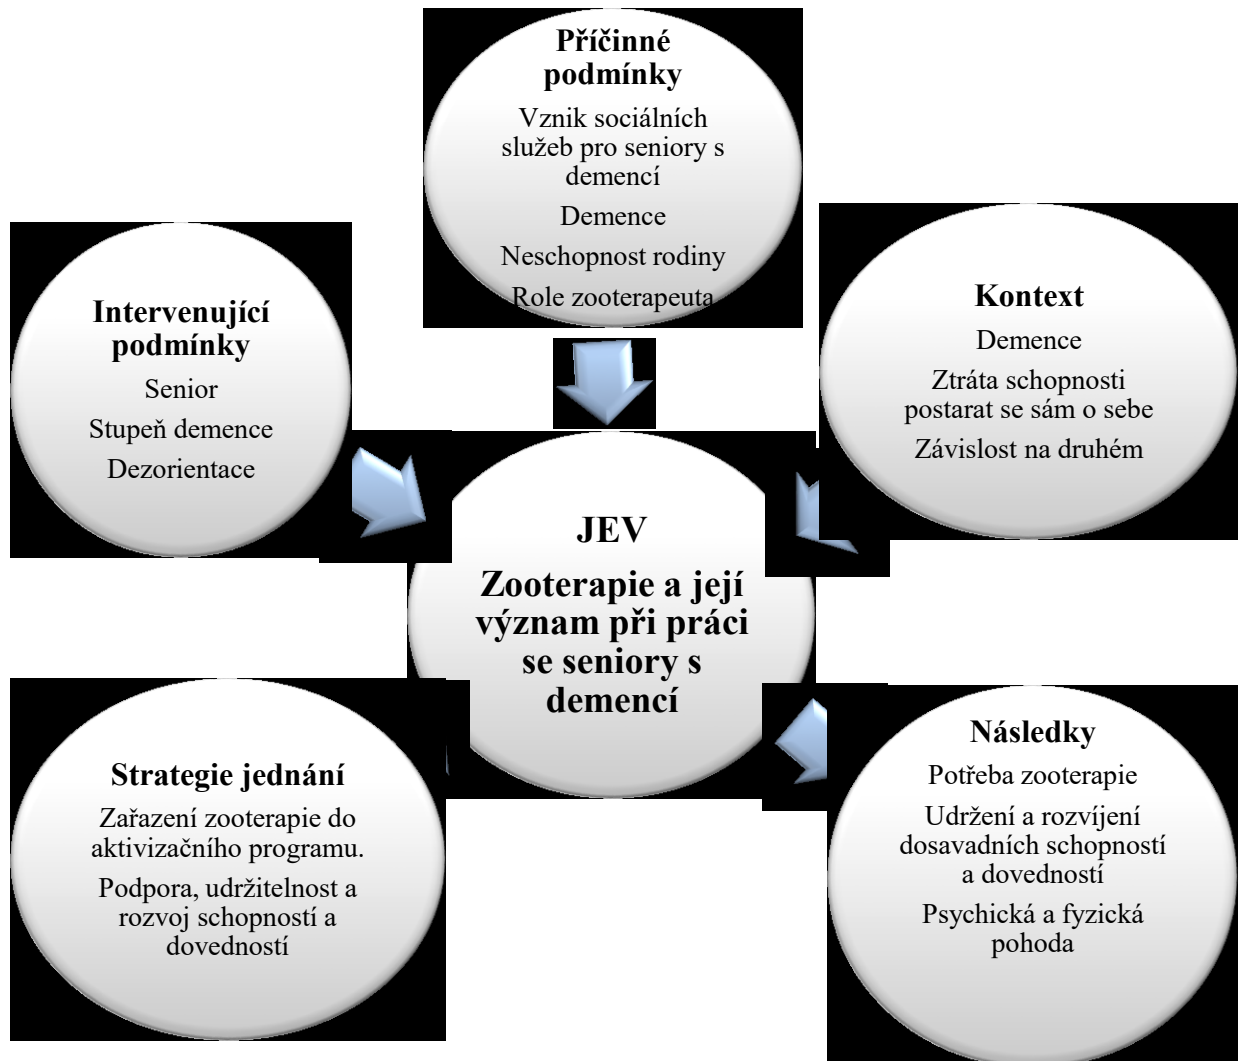 Příčinné
podmínky
Vznik sociálních
služeb pro seniory s
demencí
Demence
Neschopnost rodiny
Role zooterapeuta
Intervenující
podmínky
Senior
Stupeň demence
Dezorientace
Kontext
Demence
Ztráta schopnosti
postarat se sám o sebe
Závislost na druhém
JEV
Zooterapie a její
význam při práci
se seniory s
demencí
Strategie jednání
Zařazení zooterapie do
aktivizačního programu.
Podpora, udržitelnost a
rozvoj schopností a
dovedností
Následky
Potřeba zooterapie
Udržení a rozvíjení
dosavadních schopností
a dovedností
Psychická a fyzická
pohoda